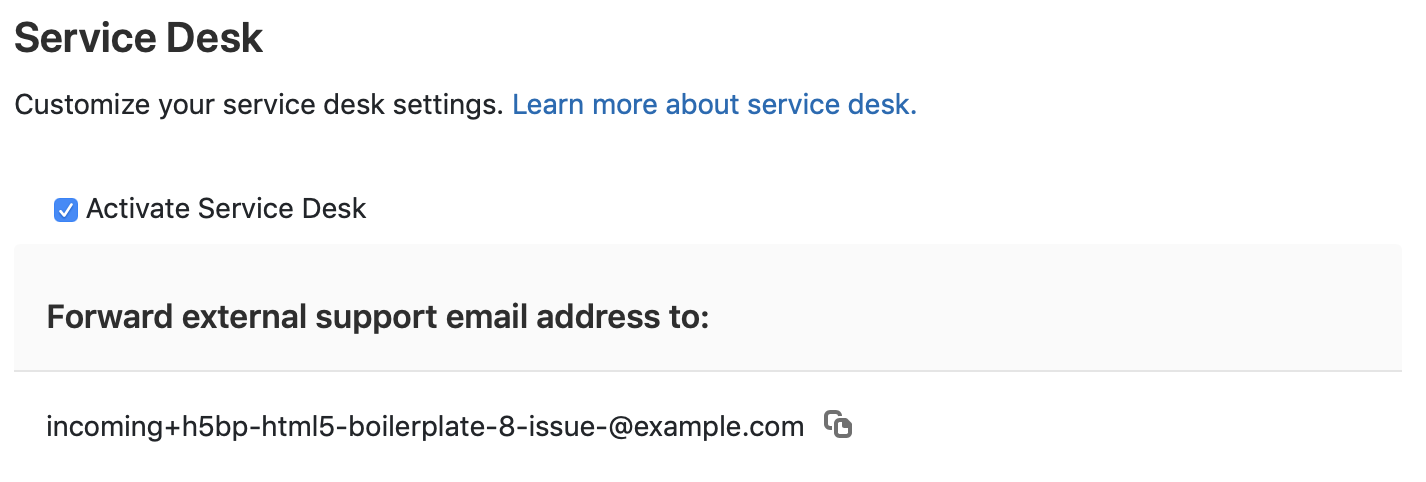 Service Desk
Customize your service desk settings. Learn more about service desk.
Activate Service Desk
Forward external support email address to:
incoming+h5bp-html5-boilerplate-8-issue-@example.com